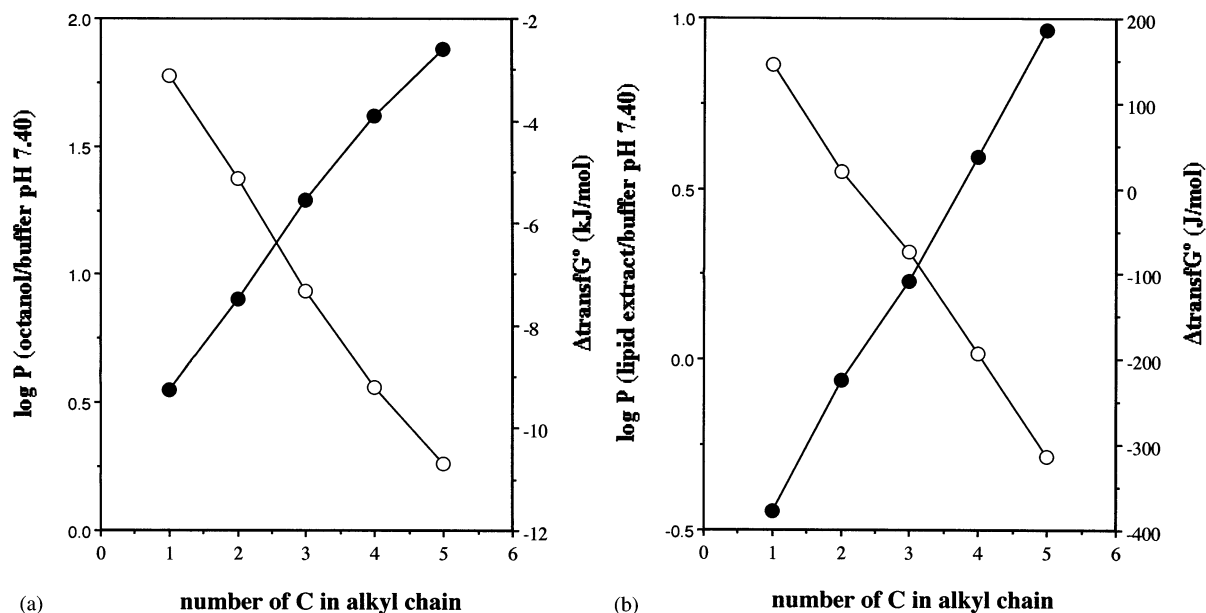 2.0
1.5
1.0
0.5
0.0
log P (octanol/buffer pH 7.40)
-2
-4
-6
-8
-10
-12
ΔtransfG° (kJ/mol)
0 1 2 3 4 5 6
(a) number of C in alkyl chain
1.0
0.5
0.0
-0.5
log P (lipid extract/buffer pH 7.40)
200
100
0
-100
-200
-300
-400
ΔtransfG° (J/mol)
0 1 2 3 4 5 6
(b) number of C in alkyl chain